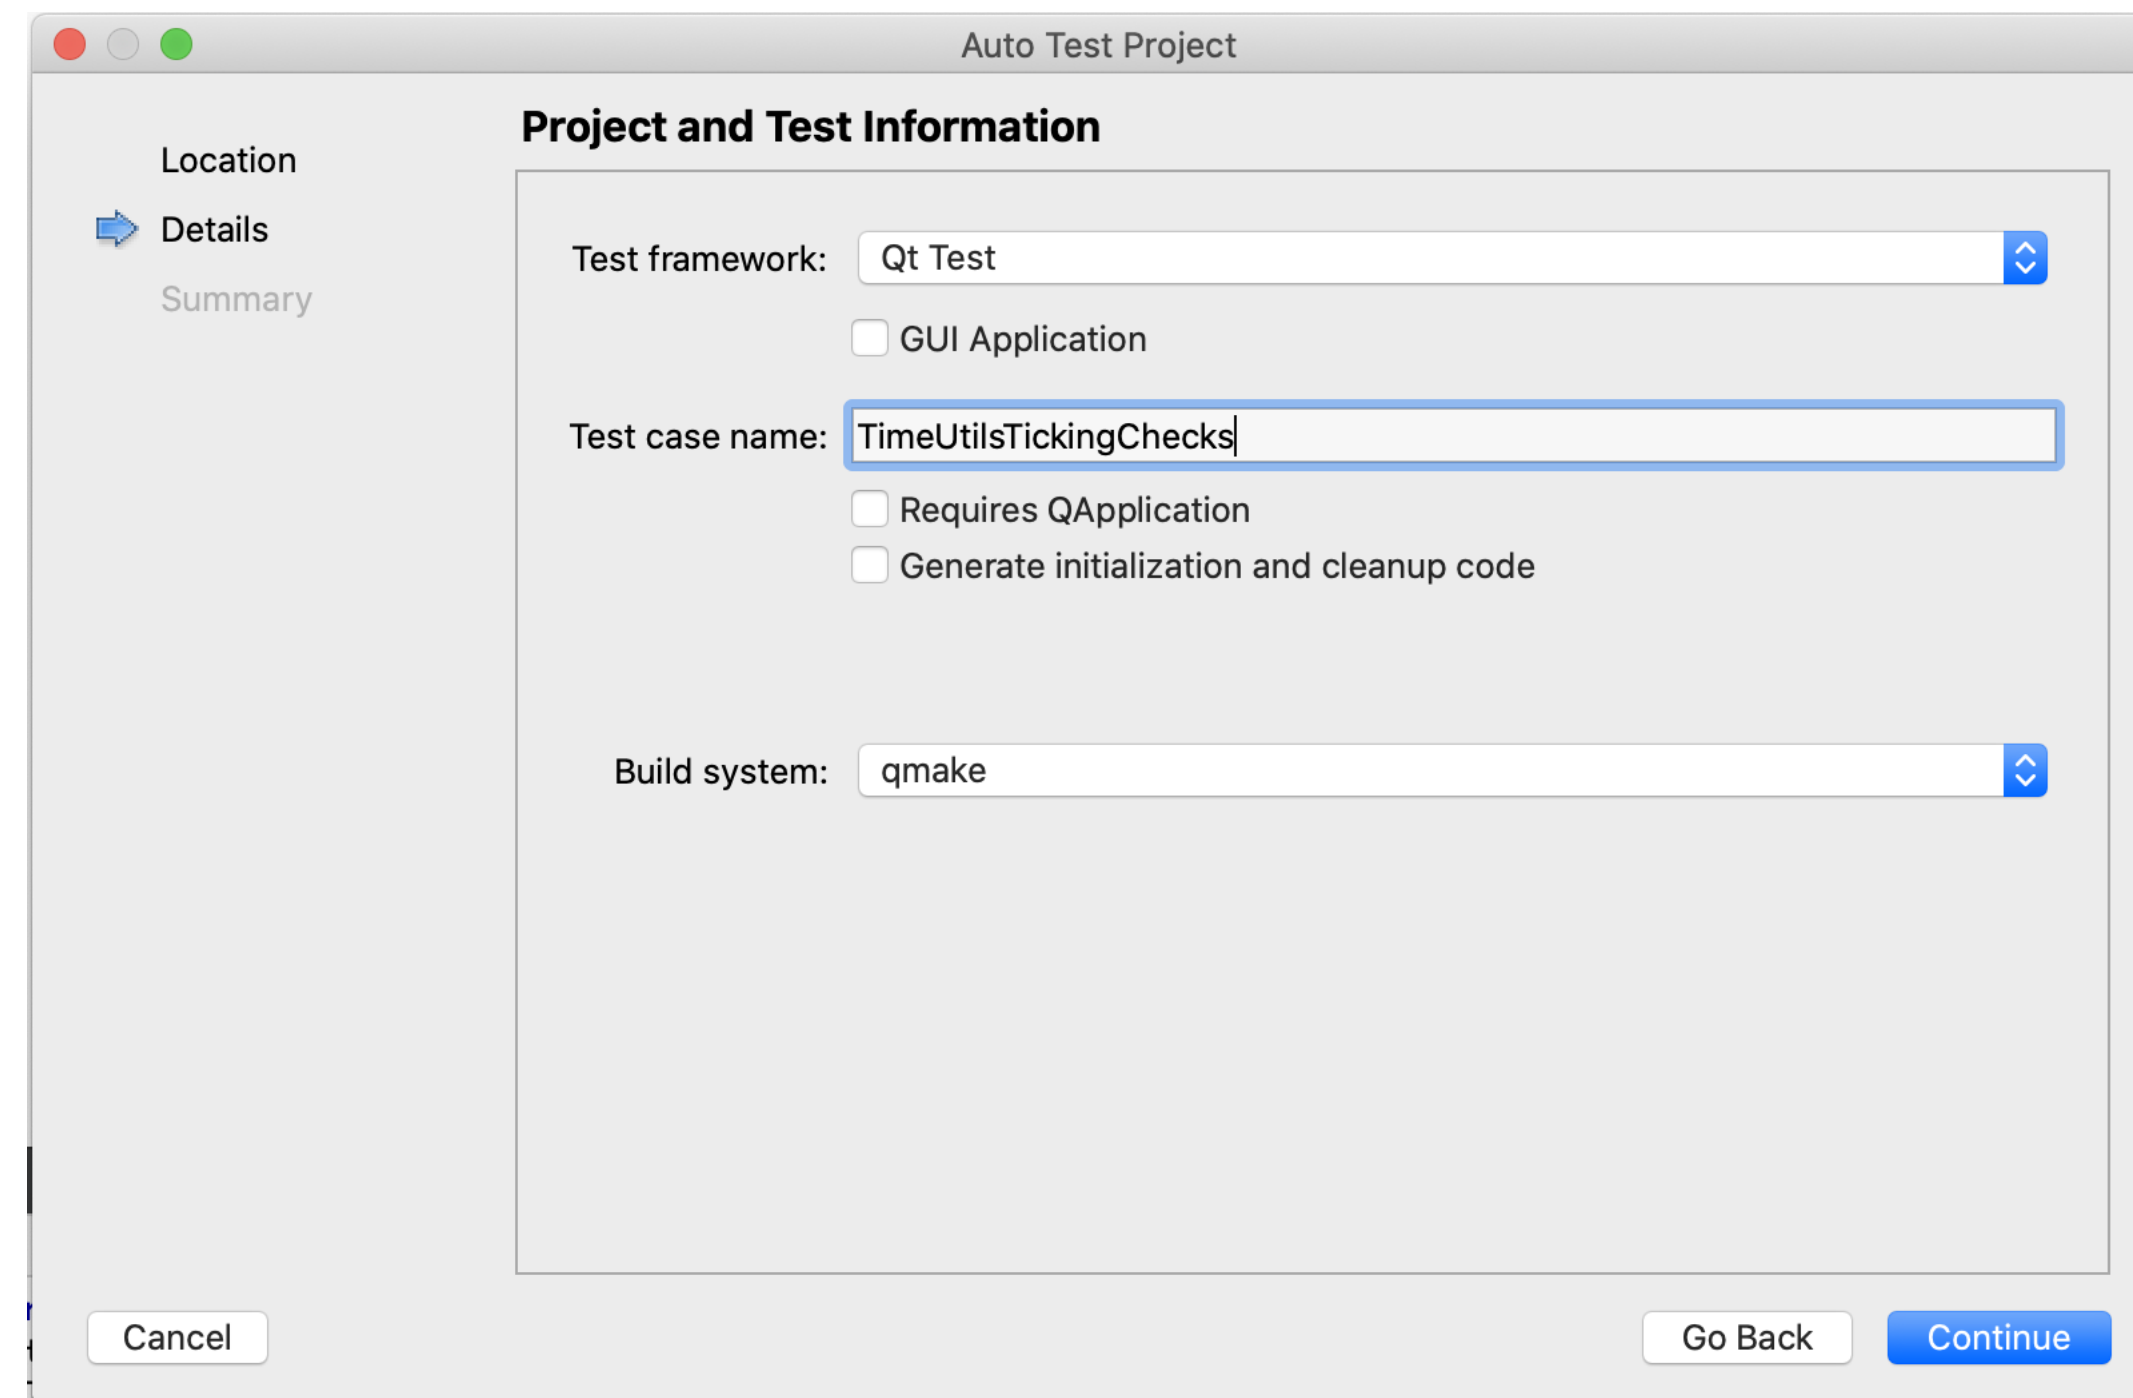 Auto Test Project
Project and Test Information
Location
Details
Summary
Test framework: Qt Test
GUI Application
Test case name: TimeUtilsTickingChecks
Requires QApplication
Generate initialization and cleanup code
Build system: qmake
Cancel
Go Back
Continue